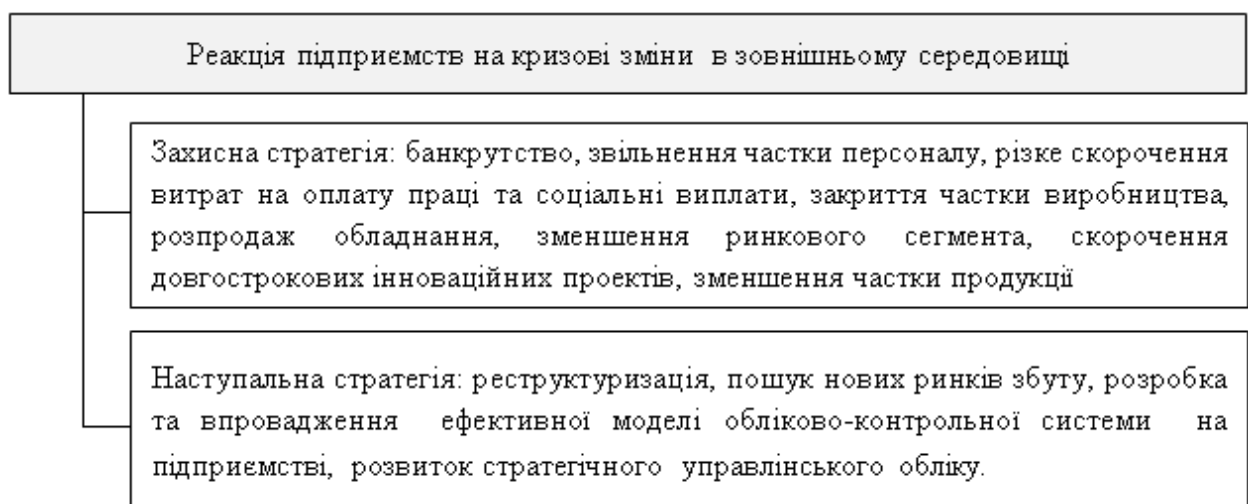 Реакція підприємств на кризові зміни в зовнішньому середовищі
Захисна стратегія: банкрутство, звільнення частки персоналу, різке скорочення
витрат на оплату праці та соціальні виплати, закриття частки виробництва,
розпродаж обладнання, зменшення ринкового сегмента, скорочення
довгострокових інноваційних проектів, зменшення частки продукції
Наступальна стратегія: реструктуризація, пошук нових ринків збуту, розробка
та впровадження ефективної моделі обліково-контрольної системи на
підприємстві, розвиток стратегічного управлінського обліку.